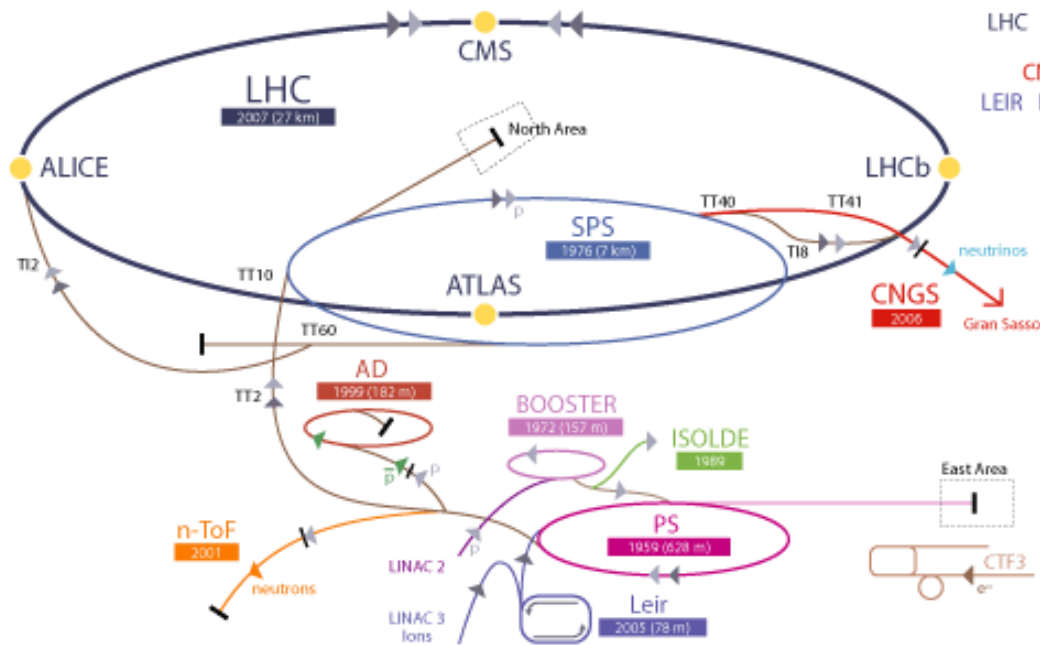 LHC
CMS
LHC
2007 (27 km)
CN
LEIR
North Area
ALICE
LHCb
TT40
TT41
p
SPS
1976 (7 km)
TI8
neutrinos
TI2
TT10
ATLAS
CNGS
2006
Gran Sasso
TT60
AD
1999 (182 m)
TT2
BOOSTER
1972 (157 m)
ISOLDE
1989
p
p
East Area
n-ToF
2001
PS
1959 (628 m)
p
LINAC 2
neutrons
CTF3
e-
LINAC 3
Ions
Leir
2005 (78 m)